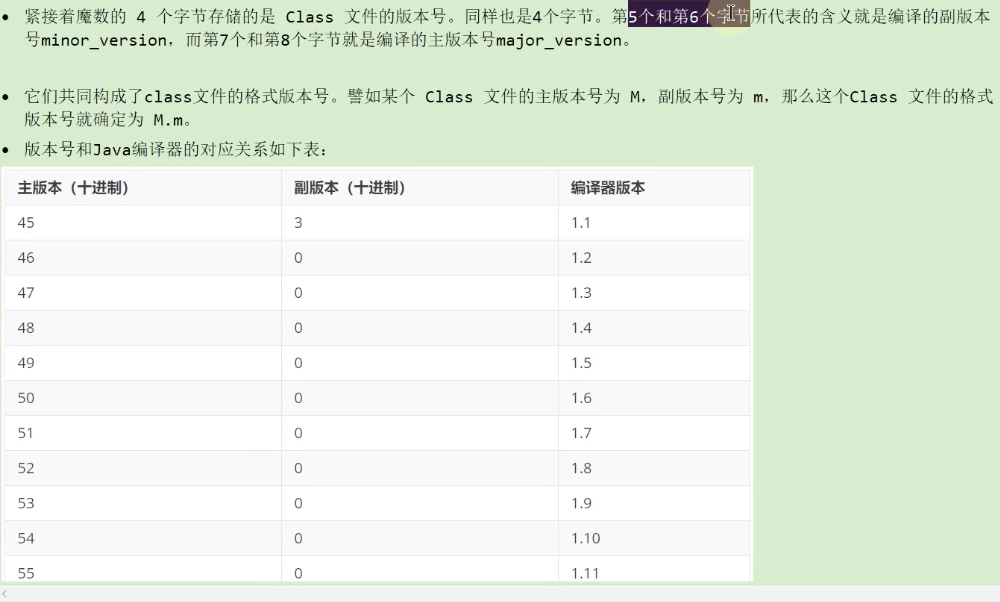 • 紧接着魔数的 4 个字节存储的是 Class 文件的版本号。同样也是4个字节。第5个和第6个字节所代表的含义就是编译的副版本
号minor_version，而第7个和第8个字节就是编译的主版本号major_version。
• 它们共同构成了class文件的格式版本号。譬如某个 Class 文件的主版本号为 M，副版本号为 m，那么这个Class 文件的格式
版本号就确定为 M.m。
• 版本号和Java编译器的对应关系如下表：
主版本（十进制） 副版本（十进制） 编译器版本
45 3 1.1
46 0 1.2
47 0 1.3
48 0 1.4
49 0 1.5
50 0 1.6
51 0 1.7
52 0 1.8
53 0 1.9
54 0 1.10
55 0 1.11